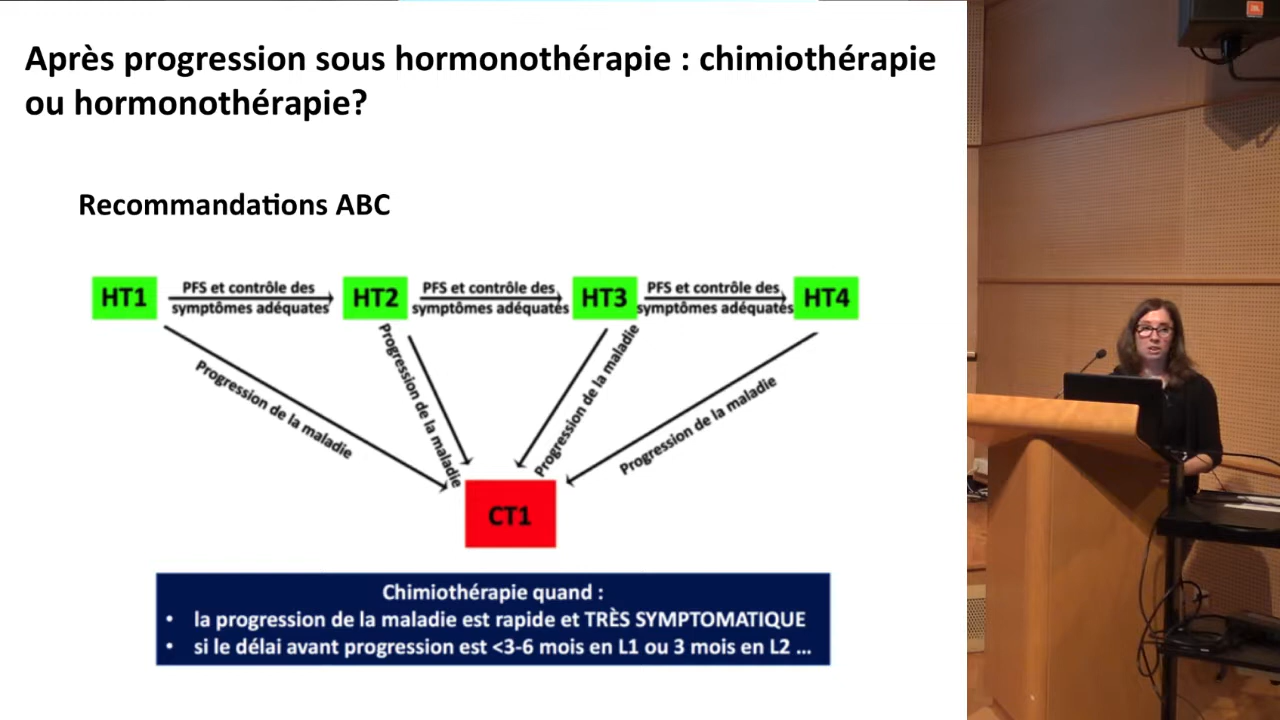 Après progression sous hormonothérapie : chimiothérapie
ou hormonothérapie?
Recommandations ABC
HT1
PFS et contrôle des
symptômes adéquates
HT2
PFS et contrôle des
symptômes adéquates
HT3
PFS et contrôle des
symptômes adéquates
HT4
Progression de la maladie
Progression de la maladie
Progression de la maladie
Progression de la maladie
CT1
Chimiothérapie quand :
• la progression de la maladie est rapide et TRÈS SYMPTOMATIQUE
• si le délai avant progression est <3-6 mois en L1 ou 3 mois en L2 ...
JBL